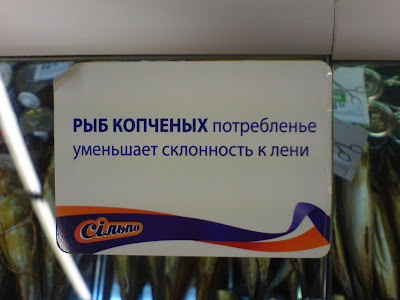 РЫБ КОПЧЕНЫХ потребленье
уменьшает склонность к лени
Сільпо